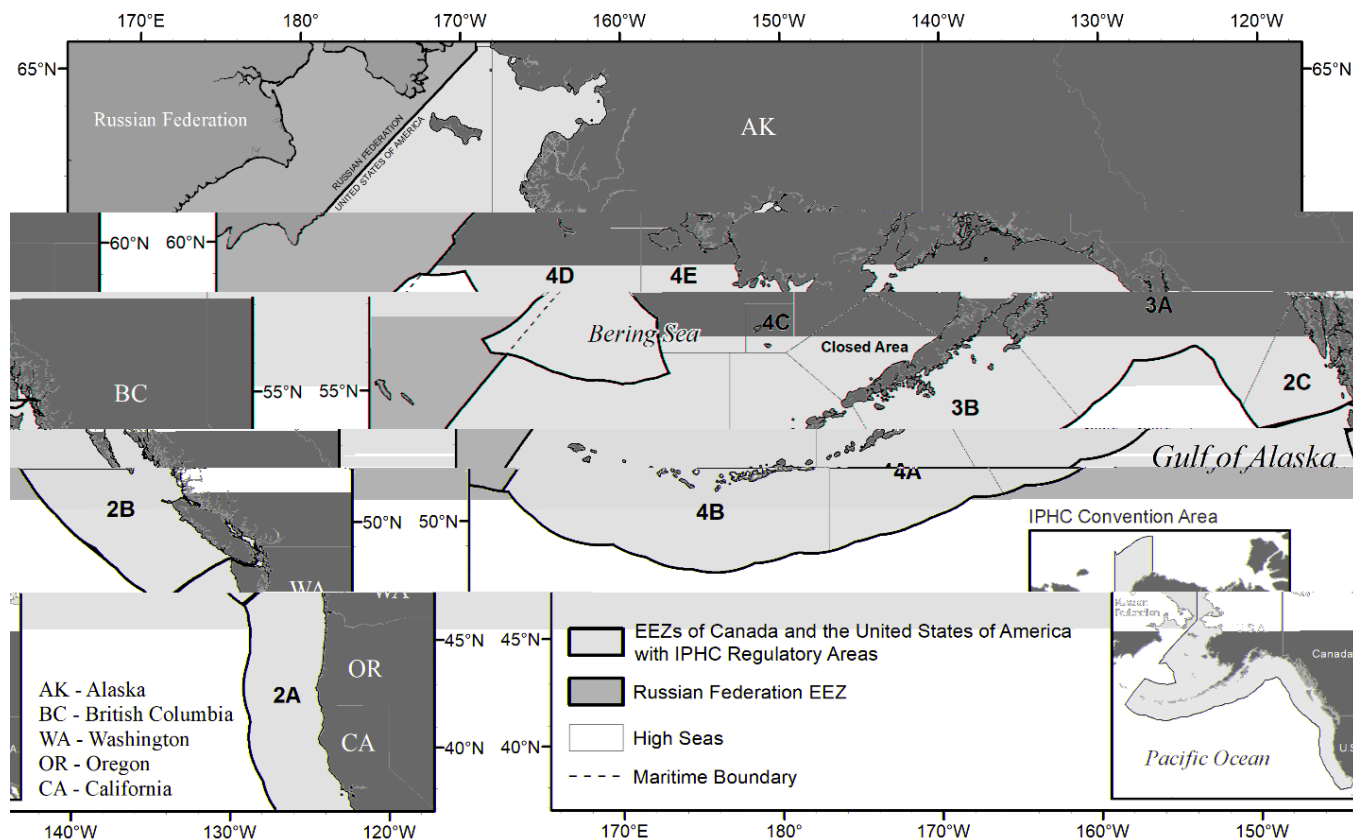 170°E 180° 170°W 160°W 150°W 140°W 130°W 120°W
65°N 65°N
Russian Federation
AK
RUSSIAN FEDERATION
UNITED STATES OF AMERICA
60°N 60°N
4D 4E
3A
Bering Sea
4C
Closed Area
BC
55°N 55°N
2C
3B
Gulf of Alaska
4A
2B
50°N 50°N
4B
IPHC Convention Area
WA
WA
Russian
Federation
U.S.A.
Canada
45°N 45°N
EEZs of Canada and the United States of America
with IPHC Regulatory Areas
OR
2A
Russian Federation EEZ
AK - Alaska
BC - British Columbia
WA - Washington
OR - Oregon
CA - California
CA
High Seas
40°N 40°N
Maritime Boundary
Pacific Ocean
140°W 130°W 120°W 170°E 180° 170°W 160°W 150°W